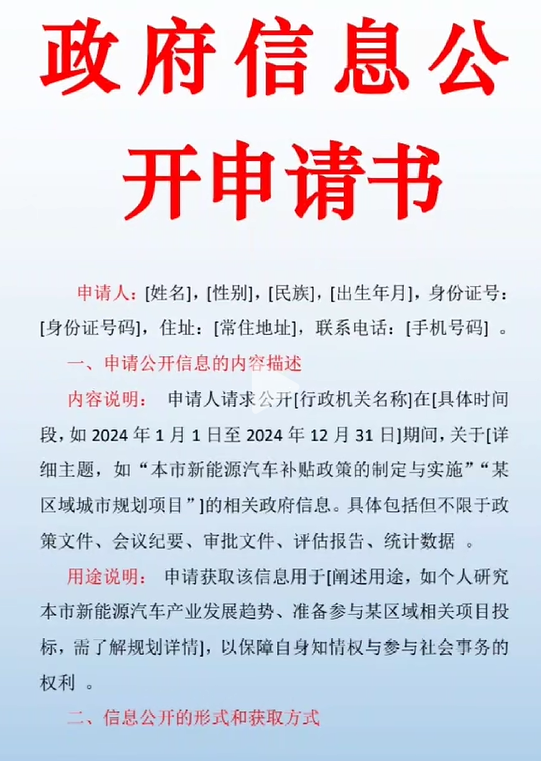 政府信息公
开申请书
申请人：[姓名]，[性别]，[民族]，[出生年月]，身份证号：
[身份证号码]，住址：[常住地址]，联系电话：[手机号码] 。
一、申请公开信息的内容描述
内容说明： 申请人请求公开[行政机关名称]在[具体时间
段，如 2024 年 1 月 1 日至 2024 年 12 月 31 日]期间，关于[详
细主题，如“本市新能源汽车补贴政策的制定与实施”“某
区域城市规划项目”]的相关政府信息。具体包括但不限于政
策文件、会议纪要、审批文件、评估报告、统计数据 。
用途说明： 申请获取该信息用于[阐述用途，如个人研究
本市新能源汽车产业发展趋势、准备参与某区域相关项目投
标，需了解规划详情]，以保障自身知情权与参与社会事务的
权利 。
二、信息公开的形式和获取方式